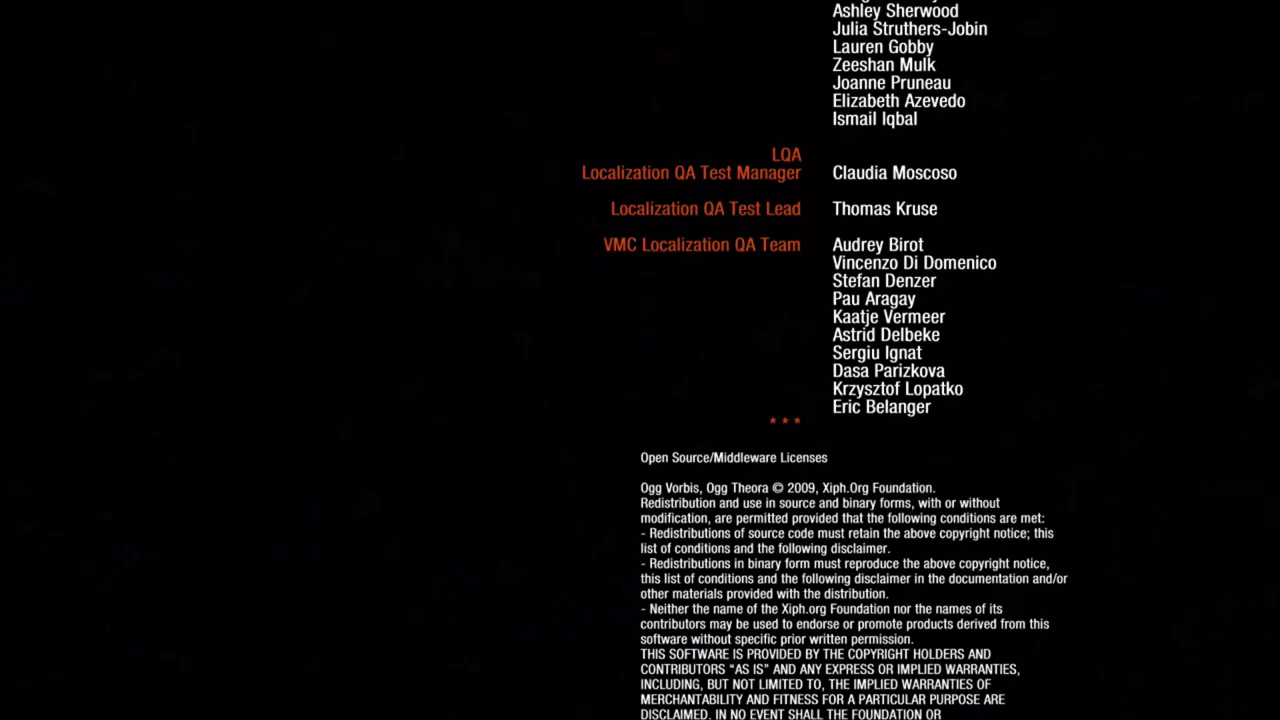 Ashley Sherwood
Julia Struthers-Jobin
Lauren Gobby
Zeeshan Mulk
Joanne Pruneau
Elizabeth Azevedo
Ismail Iqbal
LQA
Localization QA Test Manager Claudia Moscoso
Localization QA Test Lead Thomas Kruse
VMC Localization QA Team Audrey Birot
Vincenzo Di Domenico
Stefan Denzer
Pau Aragay
Kaatje Vermeer
Astrid Delbeke
Sergiu Ignat
Dasa Parizkova
Krzysztof Lopatko
Eric Belanger
* * *
Open Source/Middleware Licenses
Ogg Vorbis, Ogg Theora © 2009, Xiph.Org Foundation.
Redistribution and use in source and binary forms, with or without
modification, are permitted provided that the following conditions are met:
- Redistributions of source code must retain the above copyright notice; this
list of conditions and the following disclaimer.
- Redistributions in binary form must reproduce the above copyright notice,
this list of conditions and the following disclaimer in the documentation and/or
other materials provided with the distribution.
- Neither the name of the Xiph.org Foundation nor the names of its
contributors may be used to endorse or promote products derived from this
software without specific prior written permission.
THIS SOFTWARE IS PROVIDED BY THE COPYRIGHT HOLDERS AND
CONTRIBUTORS “AS IS” AND ANY EXPRESS OR IMPLIED WARRANTIES,
INCLUDING, BUT NOT LIMITED TO, THE IMPLIED WARRANTIES OF
MERCHANTABILITY AND FITNESS FOR A PARTICULAR PURPOSE ARE
DISCLAIMED. IN NO EVENT SHALL THE FOUNDATION OR